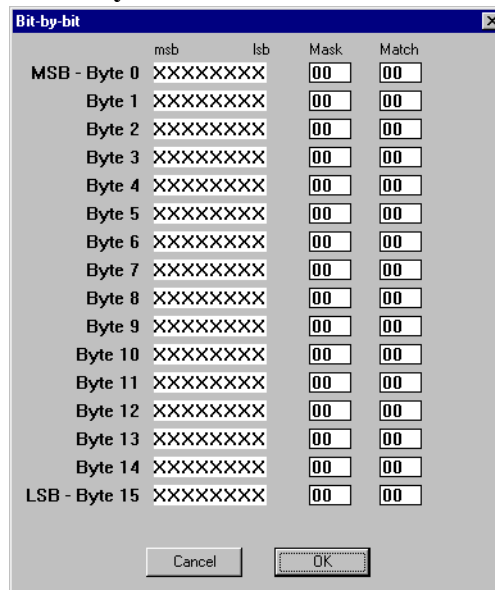 Bit-by-bit
msb lsb Mask Match
MSB - Byte 0 XXXXXXXX 00 00
Byte 1 XXXXXXXX 00 00
Byte 2 XXXXXXXX 00 00
Byte 3 XXXXXXXX 00 00
Byte 4 XXXXXXXX 00 00
Byte 5 XXXXXXXX 00 00
Byte 6 XXXXXXXX 00 00
Byte 7 XXXXXXXX 00 00
Byte 8 XXXXXXXX 00 00
Byte 9 XXXXXXXX 00 00
Byte 10 XXXXXXXX 00 00
Byte 11 XXXXXXXX 00 00
Byte 12 XXXXXXXX 00 00
Byte 13 XXXXXXXX 00 00
Byte 14 XXXXXXXX 00 00
LSB - Byte 15 XXXXXXXX 00 00
Cancel OK